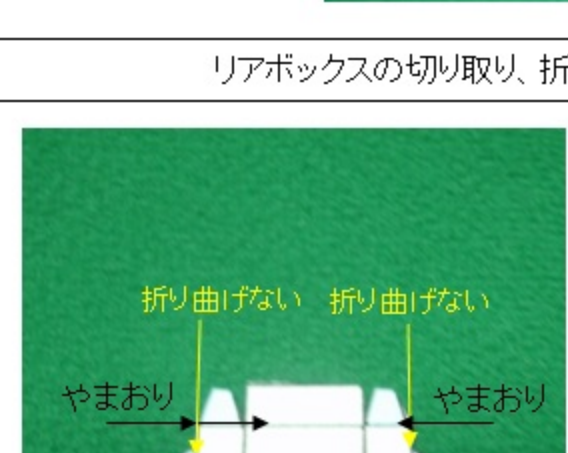 リアボックスの切り取り、折
折り曲げない 折り曲げない
やまおり やまおり